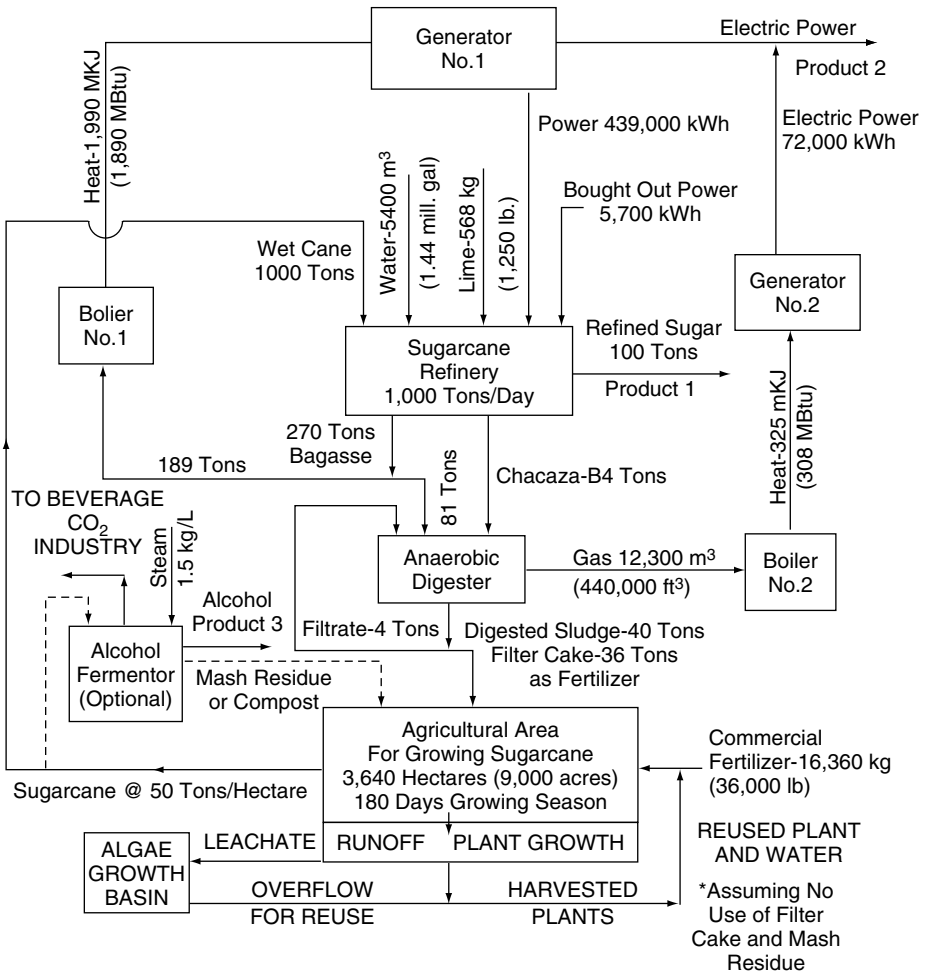 Generator
No.1
Electric Power
Product 2
Heat-1,990 MKJ
(1,890 MBtu)
Power 439,000 kWh
Electric Power
72,000 kWh
Water-5400 m³
(1.44 mill. gal)
Lime-568 kg
(1,250 lb.)
Bought Out Power
5,700 kWh
Wet Cane
1000 Tons
Generator
No.2
Bolier
No.1
Sugarcane
Refinery
1,000 Tons/Day
Refined Sugar
100 Tons
Product 1
Heat-325 mKJ
(308 MBtu)
270 Tons
Bagasse
189 Tons
81 Tons
Chacaza-B4 Tons
TO BEVERAGE
CO₂
INDUSTRY
Steam
1.5 kg/L
Anaerobic
Digester
Gas 12,300 m³
(440,000 ft³)
Boiler
No.2
Alcohol
Product 3
Filtrate-4 Tons
Digested Sludge-40 Tons
Filter Cake-36 Tons
as Fertilizer
Alcohol
Fermentor
(Optional)
Mash Residue
or Compost
Agricultural Area
For Growing Sugarcane
3,640 Hectares (9,000 acres)
180 Days Growing Season
Commercial
Fertilizer-16,360 kg
(36,000 lb)
Sugarcane @ 50 Tons/Hectare
RUNOFF
PLANT GROWTH
REUSED PLANT
AND WATER
ALGAE
GROWTH
BASIN
LEACHATE
OVERFLOW
FOR REUSE
HARVESTED
PLANTS
*Assuming No
Use of Filter
Cake and Mash
Residue